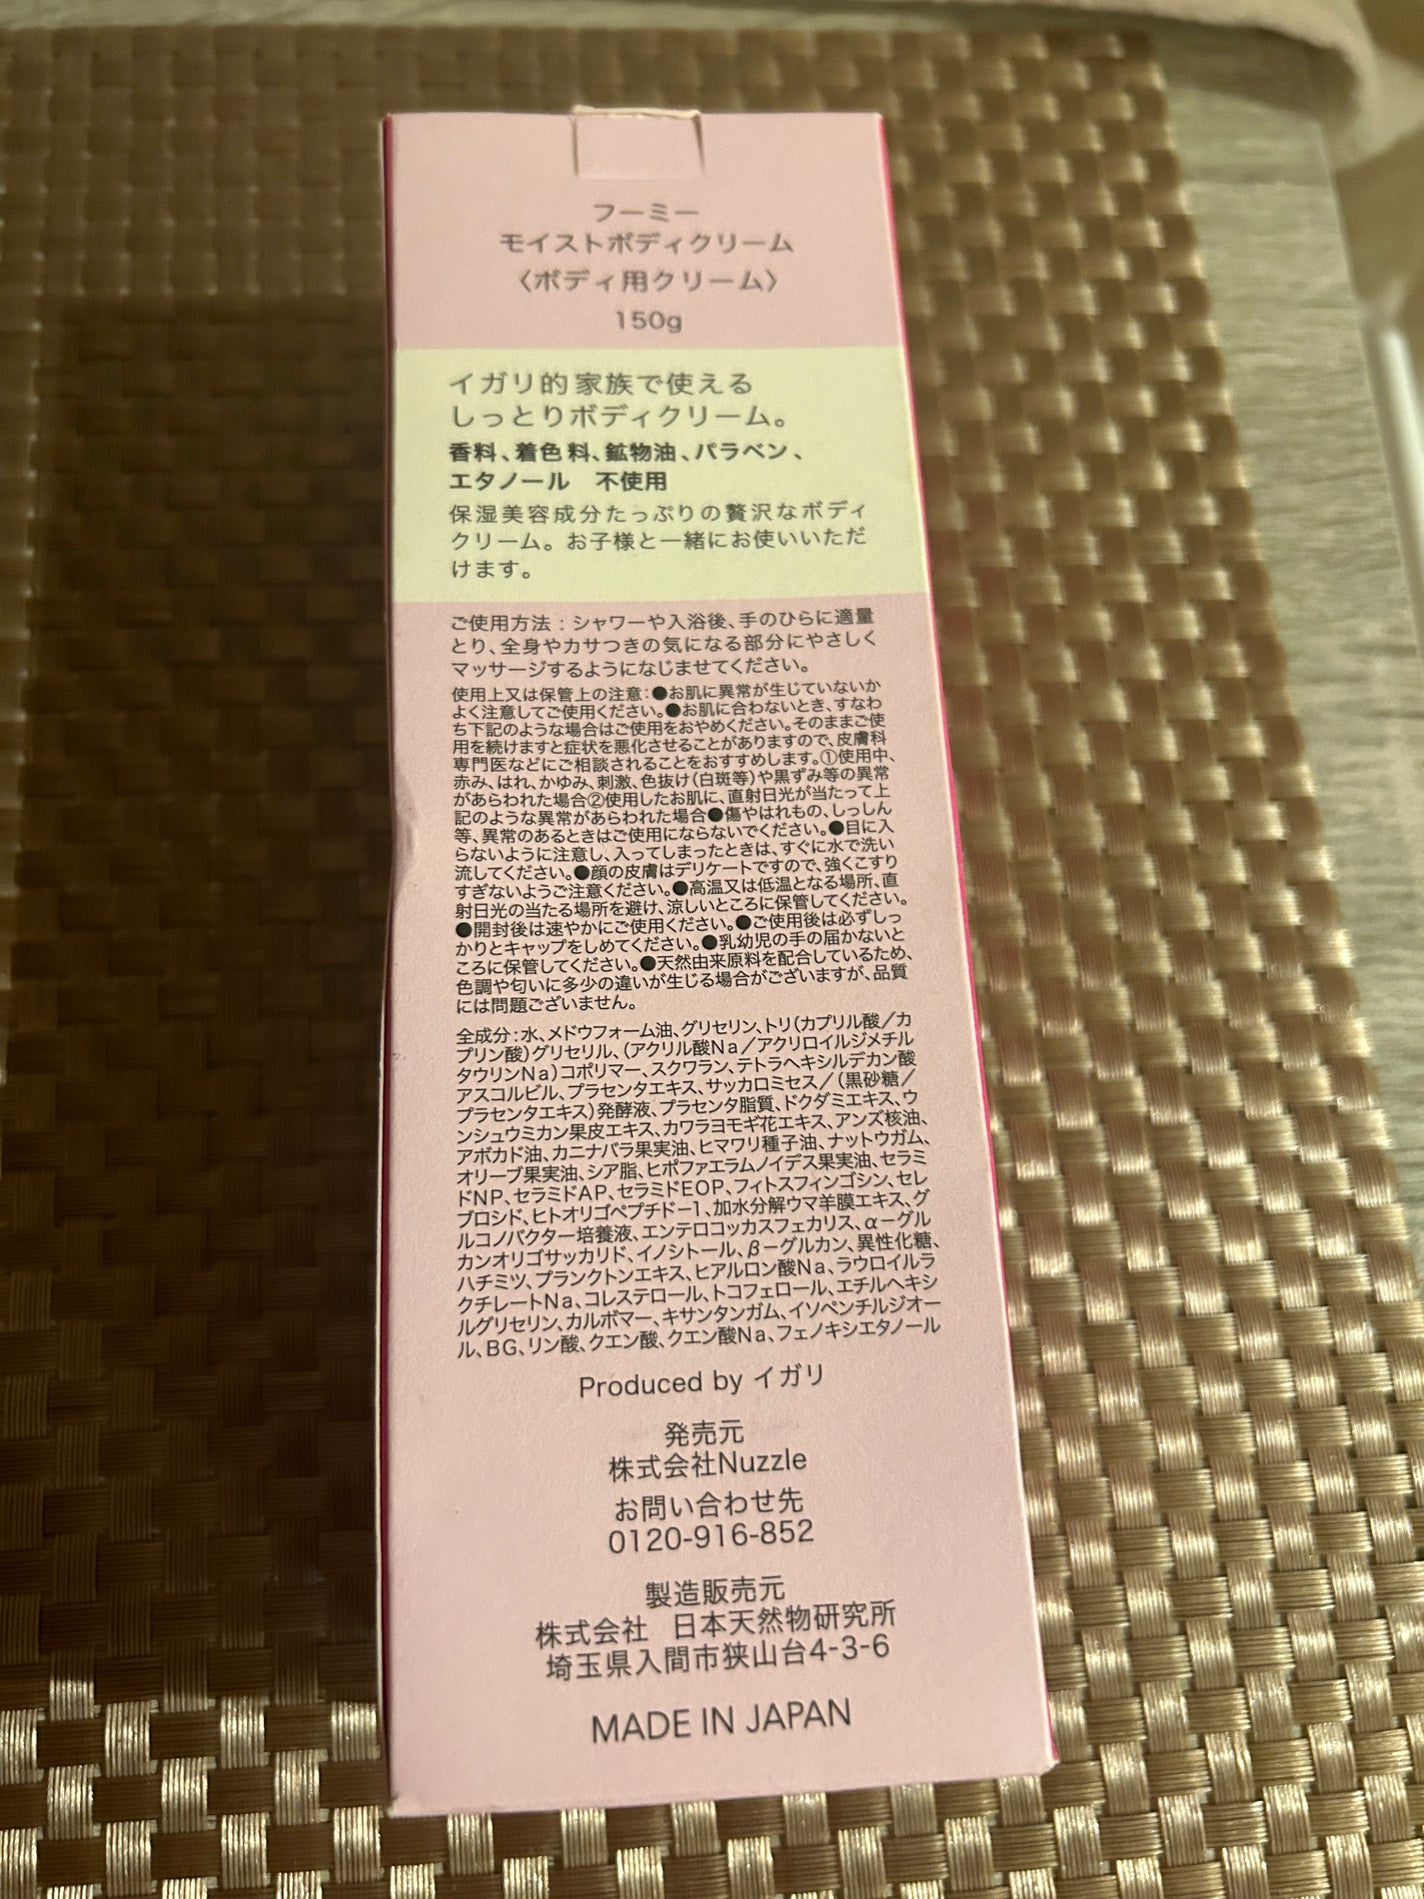 フーミー
モイストボディクリーム
〈ボディ用クリーム〉
150g
イガリ的家族で使える
しっとりボディクリーム。
香料、着色料、鉱物油、パラベン、
エタノール　不使用
保湿美容成分たっぷりの贅沢なボディ
クリーム。お子様と一緒にお使いいただ
けます。
ご使用方法：シャワーや入浴後、手のひらに適量
とり、全身やカサつきの気になる部分にやさしく
マッサージするようになじませてください。
使用上又は保管上の注意：●お肌に異常が生じていないか
よく注意してご使用ください。●お肌に合わないとき、すなわ
ち下記のような場合はご使用をおやめください。そのままご使
用を続けますと症状を悪化させることがありますので、皮膚科
専門医などにご相談されることをおすすめします。①使用中、
赤み、はれ、かゆみ、刺激、色抜け（白斑等）や黒ずみ等の異常
があらわれた場合②使用したお肌に、直射日光が当たって上
記のような異常があらわれた場合●傷やはれもの、しっしん
等、異常のあるときはご使用にならないでください。●目に入
らないように注意し、入ってしまったときは、すぐに水で洗い
流してください。●顔の皮膚はデリケートですので、強くこすり
すぎないようご注意ください。●高温又は低温となる場所、直
射日光の当たる場所を避け、涼しいところに保管してください。
●開封後は速やかにご使用ください。●ご使用後は必ずしっ
かりとキャップをしめてください。●乳幼児の手の届かないと
ころに保管してください。●天然由来原料を配合しているため、
色調や匂いに多少の違いが生じる場合がございますが、品質
には問題ございません。
全成分：水、メドウフォーム油、グリセリン、トリ（カプリル酸／カ
プリン酸）グリセリル、（アクリル酸Na／アクリロイルジメチル
タウリンNa）コポリマー、スクワラン、テトラヘキシルデカン酸
アスコルビル、プラセンタエキス、サッカロミセス／（黒砂糖／
プラセンタエキス）発酵液、プラセンタ脂質、ドクダミエキス、ウ
ンシュウミカン果皮エキス、カワラヨモギ花エキス、アンズ核油、
アボカド油、カニナバラ果実油、ヒマワリ種子油、ナットウガム、
オリーブ果実油、シア脂、ヒポファエラムノイデス果実油、セラミ
ドNP、セラミドAP、セラミドEOP、フィトスフィンゴシン、セレ
ブロシド、ヒトオリゴペプチド－1、加水分解ウマ羊膜エキス、グ
ルコノバクター培養液、エンテロコッカスフェカリス、α－グル
カンオリゴサッカリド、イノシトール、β－グルカン、異性化糖、
ハチミツ、プランクトンエキス、ヒアルロン酸Na、ラウロイルラ
クチレートNa、コレステロール、トコフェロール、エチルヘキシ
ルグリセリン、カルボマー、キサンタンガム、イソペンチルジオー
ル、BG、リン酸、クエン酸、クエン酸Na、フェノキシエタノール
Produced by イガリ
発売元
株式会社Nuzzle
お問い合わせ先
0120-916-852
製造販売元
株式会社　日本天然物研究所
埼玉県入間市狭山台4-3-6
MADE IN JAPAN